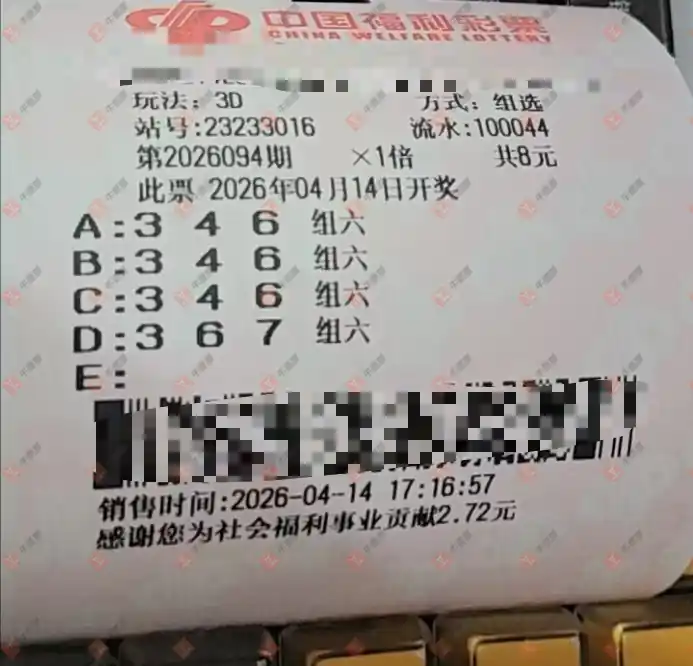 中国福利彩票
CHINA WELFARE LOTTERY
玩法：3D 方式：组选
站号:23233016 流水:100044
第2026094期 ×1倍 共8元
此票 2026年04月14日开奖
A:3 4 6 组六
B:3 4 6 组六
C:3 4 6 组六
D:3 6 7 组六
E:
销售时间:2026-04-14 17:16:57
感谢您为社会福利事业贡献2.72元